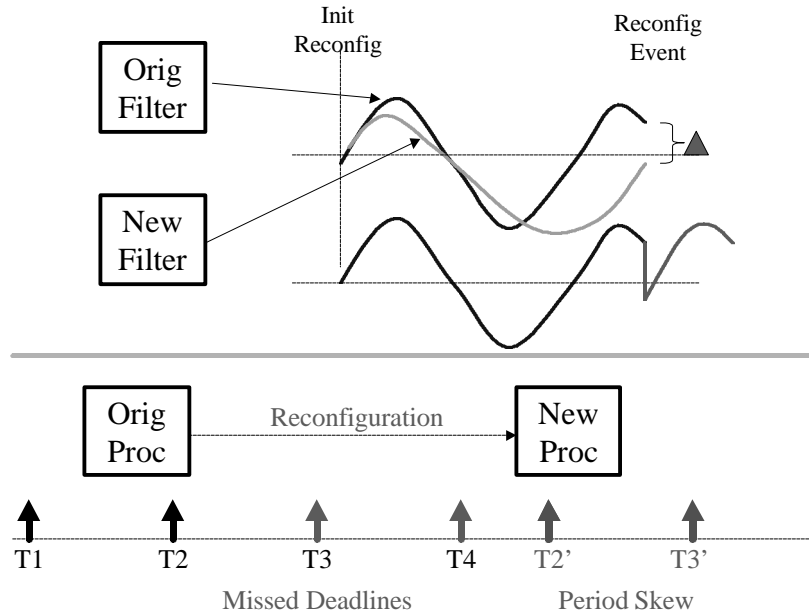 Init
Reconfig
Reconfig
Event
Orig
Filter
New
Filter
Orig
Proc
Reconfiguration
New
Proc
T1
T2
T3
T4
T2’
T3’
Missed Deadlines
Period Skew